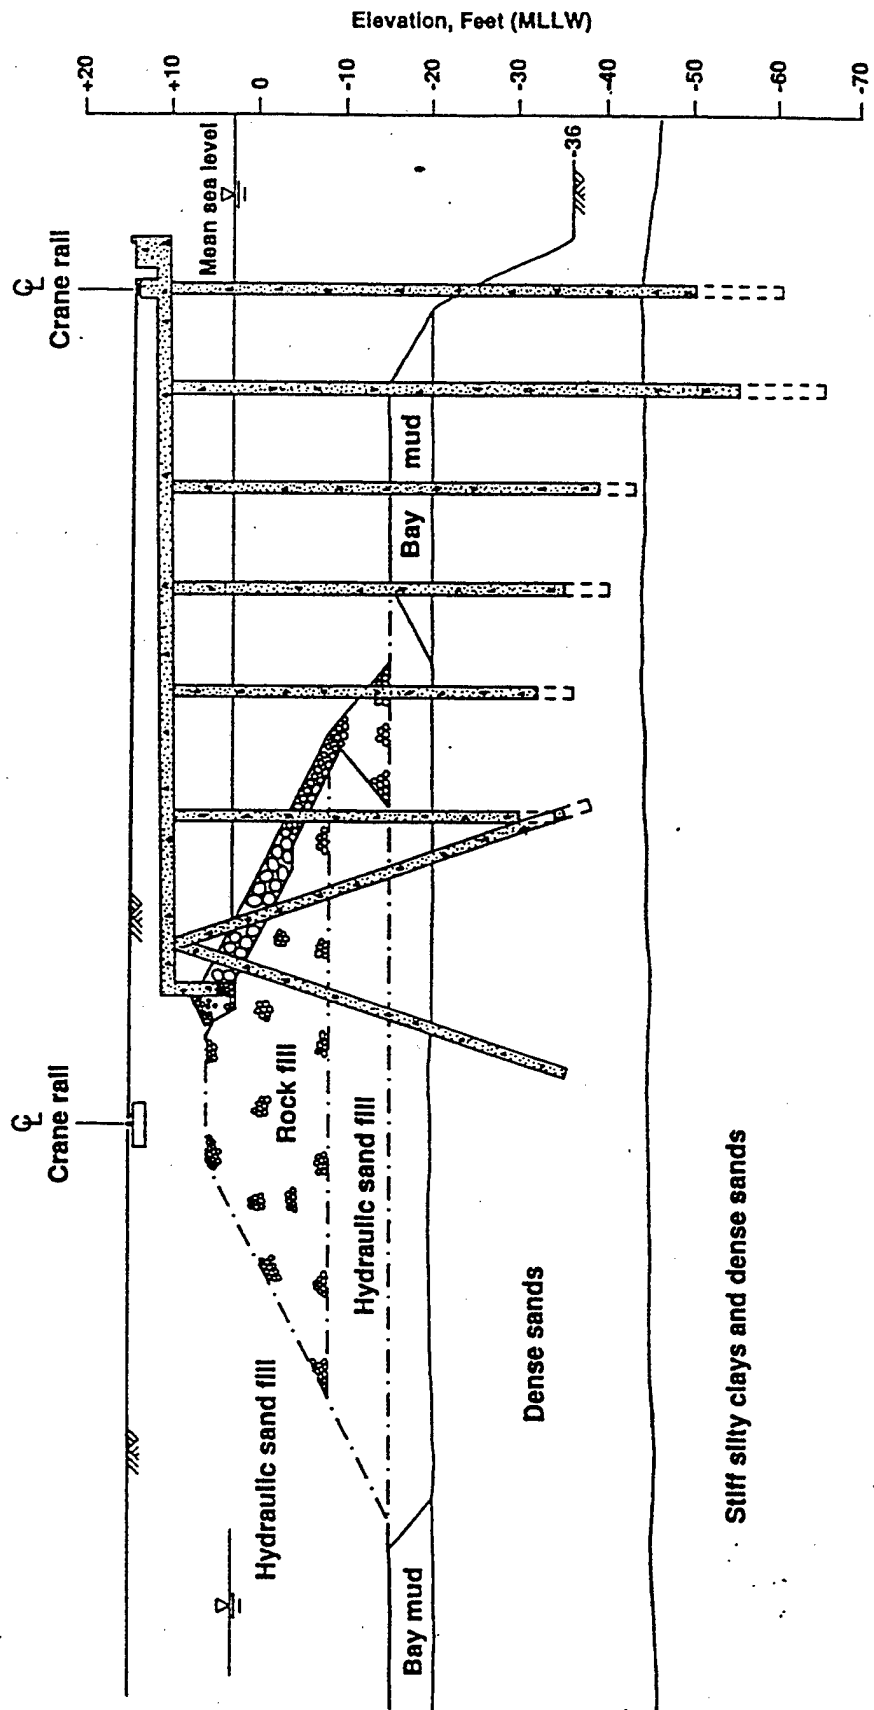 Elevation, Feet (MLLW)
+20
+10
0
-10
-20
-30
-40
-50
-60
-70
Mean sea level
-36
℄
Crane rail
Bay mud
℄
Crane rail
Rock fill
Hydraulic sand fill
Hydraulic sand fill
Dense sands
Stiff silty clays and dense sands
Bay mud